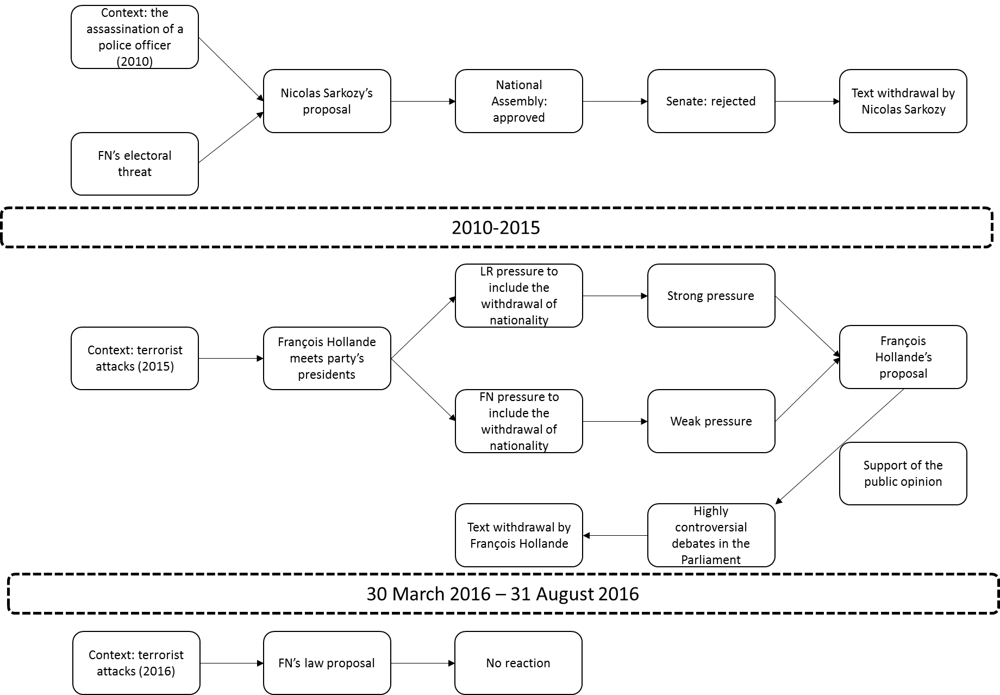 Context: the
assassination of a
police officer
(2010)
FN's electoral
threat
Nicolas Sarkozy's
proposal
National
Assembly:
approved
Senate: rejected
Text withdrawal by
Nicolas Sarkozy
2010-2015
Context: terrorist
attacks (2015)
François Hollande
meets party's
presidents
LR pressure to
include the
withdrawal of
nationality
Strong pressure
FN pressure to
include the
withdrawal of
nationality
Weak pressure
François
Hollande's
proposal
Support of the
public opinion
Highly
controversial
debates in the
Parliament
Text withdrawal by
François Hollande
30 March 2016 – 31 August 2016
Context: terrorist
attacks (2016)
FN's law proposal
No reaction